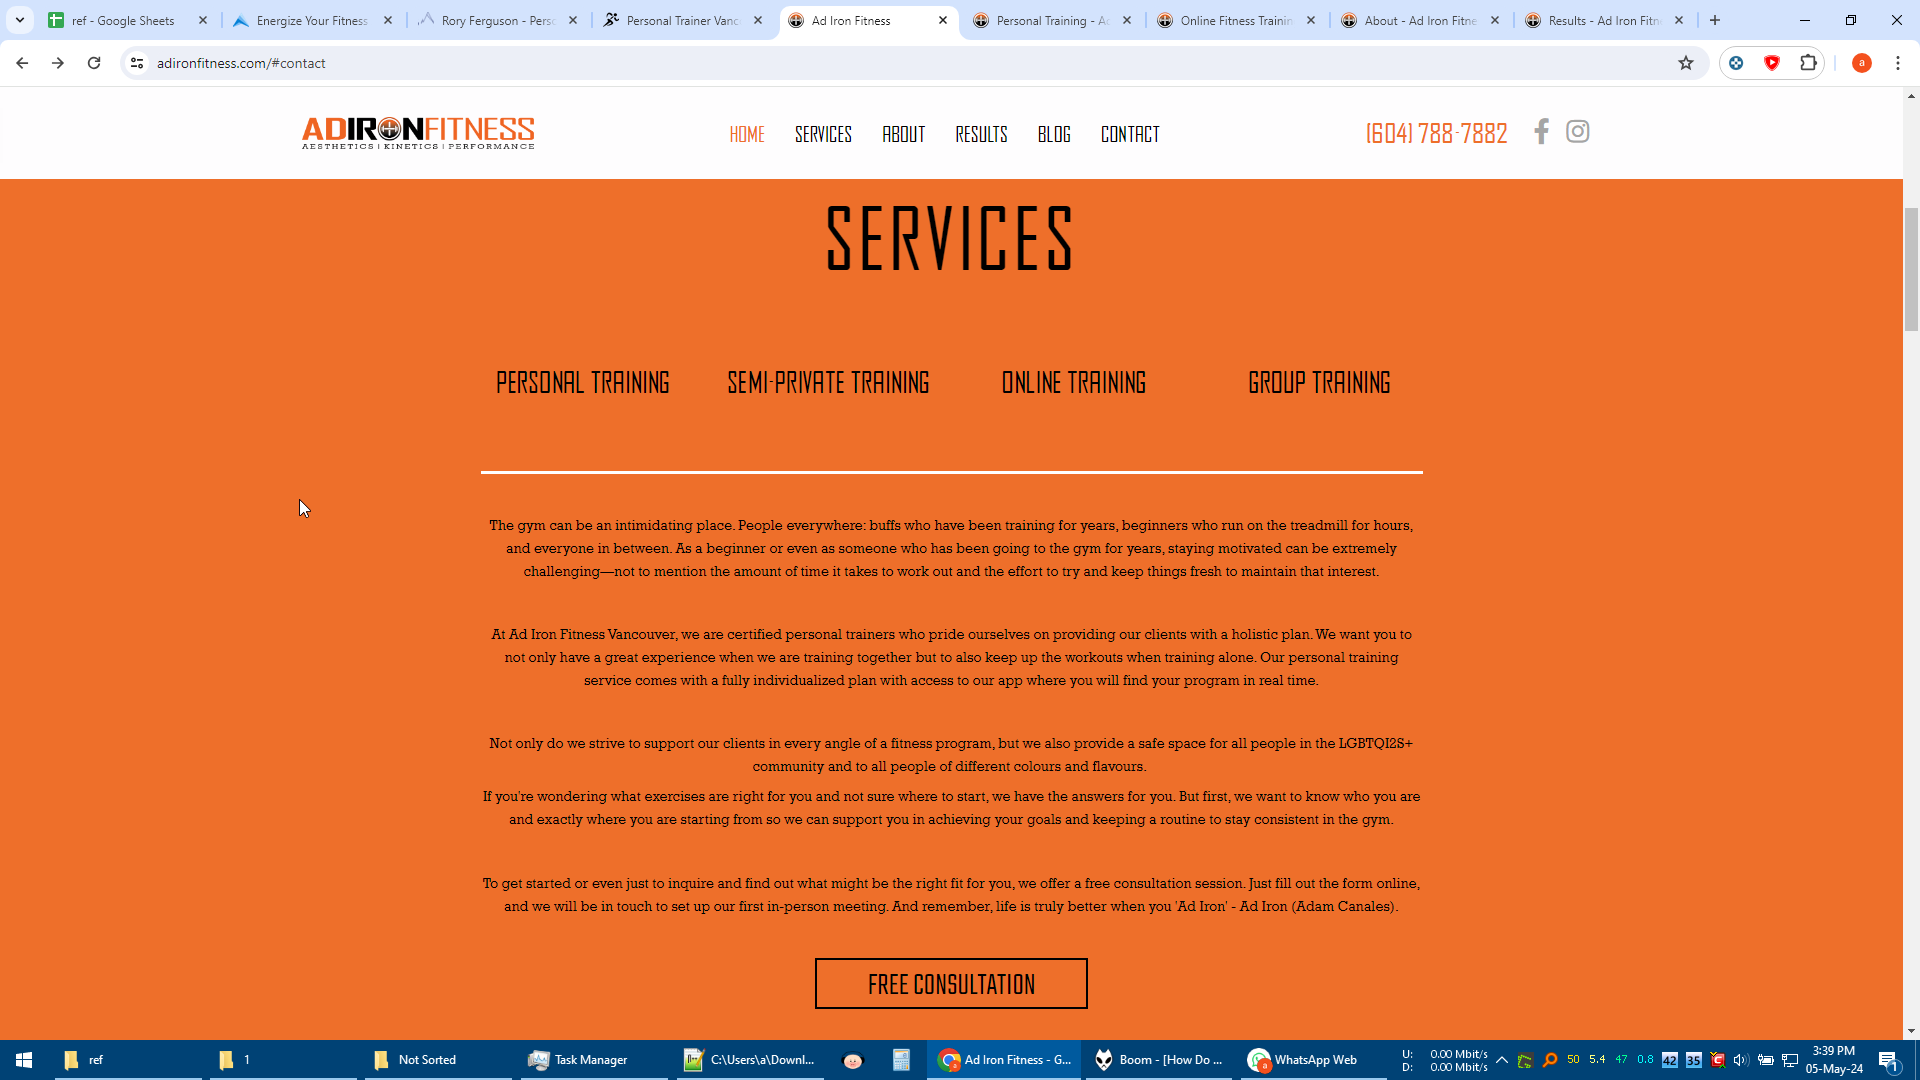 ref - Google Sheets
Energize Your Fitness
Rory Ferguson - Perso
Personal Trainer Vanc
Ad Iron Fitness
Personal Training - Ad
Online Fitness Trainin
About - Ad Iron Fitne
Results - Ad Iron Fitn
adironfitness.com/#contact
a
ADIRONFITNESS
AESTHETICS | KINETICS | PERFORMANCE
HOME
SERVICES
ABOUT
RESULTS
BLOG
CONTACT
(604) 788-7882
SERVICES
PERSONAL TRAINING
SEMI-PRIVATE TRAINING
ONLINE TRAINING
GROUP TRAINING
The gym can be an intimidating place. People everywhere: buffs who have been training for years, beginners who run on the treadmill for hours,
and everyone in between. As a beginner or even as someone who has been going to the gym for years, staying motivated can be extremely
challenging—not to mention the amount of time it takes to work out and the effort to try and keep things fresh to maintain that interest.
At Ad Iron Fitness Vancouver, we are certified personal trainers who pride ourselves on providing our clients with a holistic plan. We want you to
not only have a great experience when we are training together but to also keep up the workouts when training alone. Our personal training
service comes with a fully individualized plan with access to our app where you will find your program in real time.
Not only do we strive to support our clients in every angle of a fitness program, but we also provide a safe space for all people in the LGBTQI2S+
community and to all people of different colours and flavours.
If you're wondering what exercises are right for you and not sure where to start, we have the answers for you. But first, we want to know who you are
and exactly where you are starting from so we can support you in achieving your goals and keeping a routine to stay consistent in the gym.
To get started or even just to inquire and find out what might be the right fit for you, we offer a free consultation session. Just fill out the form online,
and we will be in touch to set up our first in-person meeting. And remember, life is truly better when you 'Ad Iron' - Ad Iron (Adam Canales).
FREE CONSULTATION
ref
1
Not Sorted
Task Manager
C:\Users\a\Downl...
Ad Iron Fitness - G...
Boom - [How Do ...
WhatsApp Web
U: 0.00 Mbit/s
D: 0.00 Mbit/s
50 5.4 47 0.8 42 35
3:39 PM
05-May-24
1